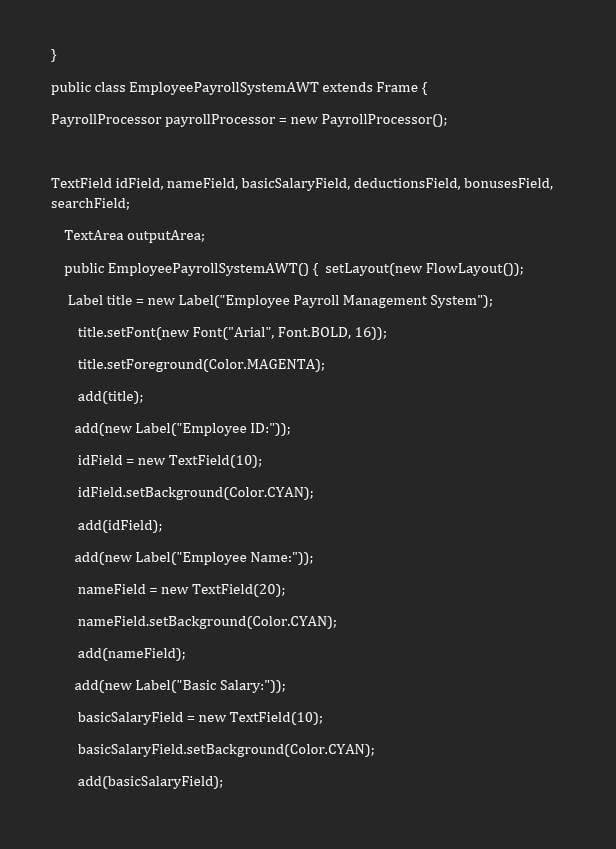 }
public class EmployeePayrollSystemAWT extends Frame {
PayrollProcessor payrollProcessor = new PayrollProcessor();
TextField idField, nameField, basicSalaryField, deductionsField, bonusesField,
searchField;
TextArea outputArea;
public EmployeePayrollSystemAWT() {  setLayout(new FlowLayout());
Label title = new Label("Employee Payroll Management System");
title.setFont(new Font("Arial", Font.BOLD, 16));
title.setForeground(Color.MAGENTA);
add(title);
add(new Label("Employee ID:"));
idField = new TextField(10);
idField.setBackground(Color.CYAN);
add(idField);
add(new Label("Employee Name:"));
nameField = new TextField(20);
nameField.setBackground(Color.CYAN);
add(nameField);
add(new Label("Basic Salary:"));
basicSalaryField = new TextField(10);
basicSalaryField.setBackground(Color.CYAN);
add(basicSalaryField);